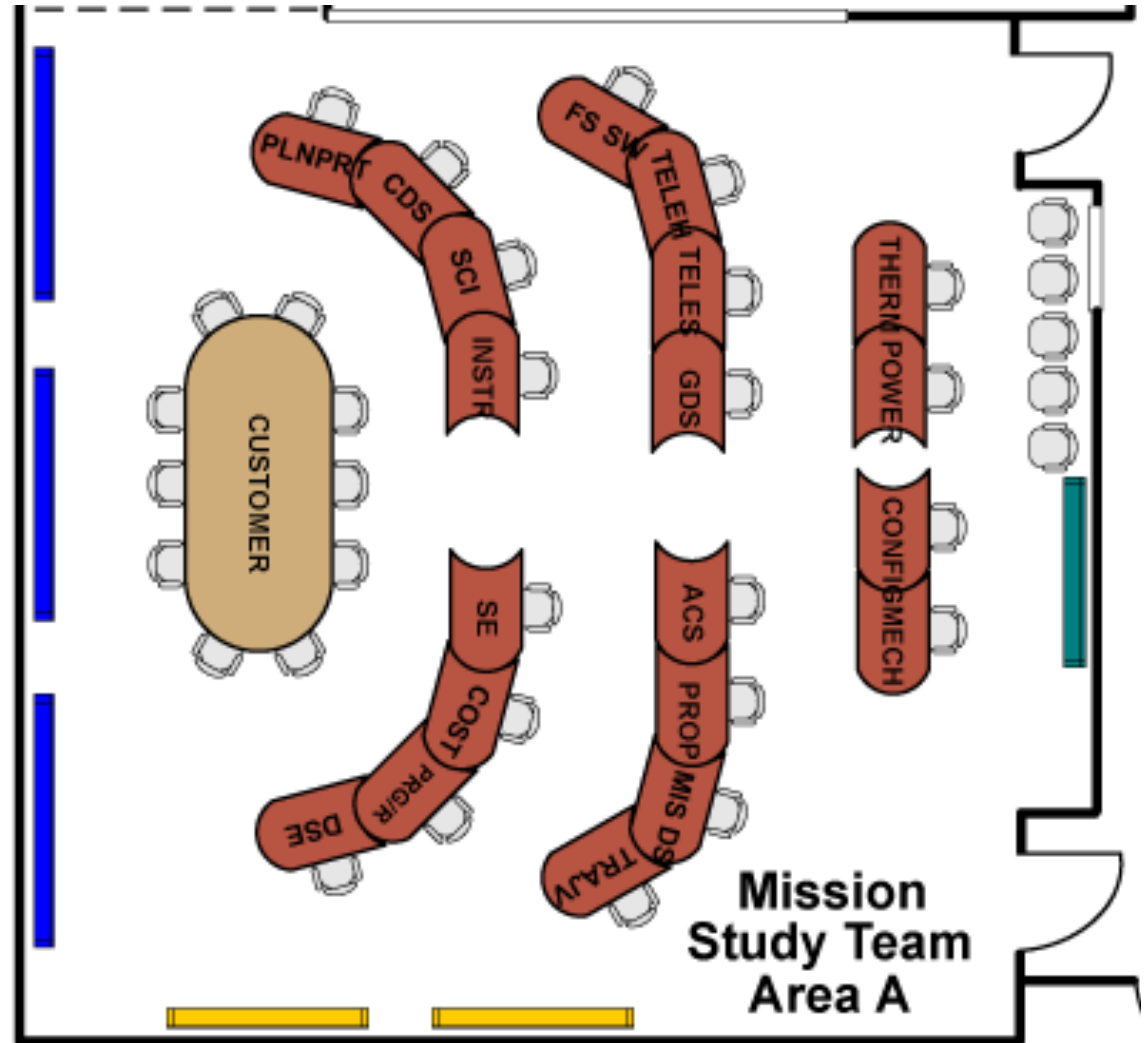 PLNPRT
CDS
SCI
INSTR
FS SW
TELEM
TELES
GDS
THERM
POWER
CUSTOMER
SE
COST
PRG/R
DSE
ACS
PROP
MIS DS
TRAJV
CONFIG
MECH
Mission
Study Team
Area A